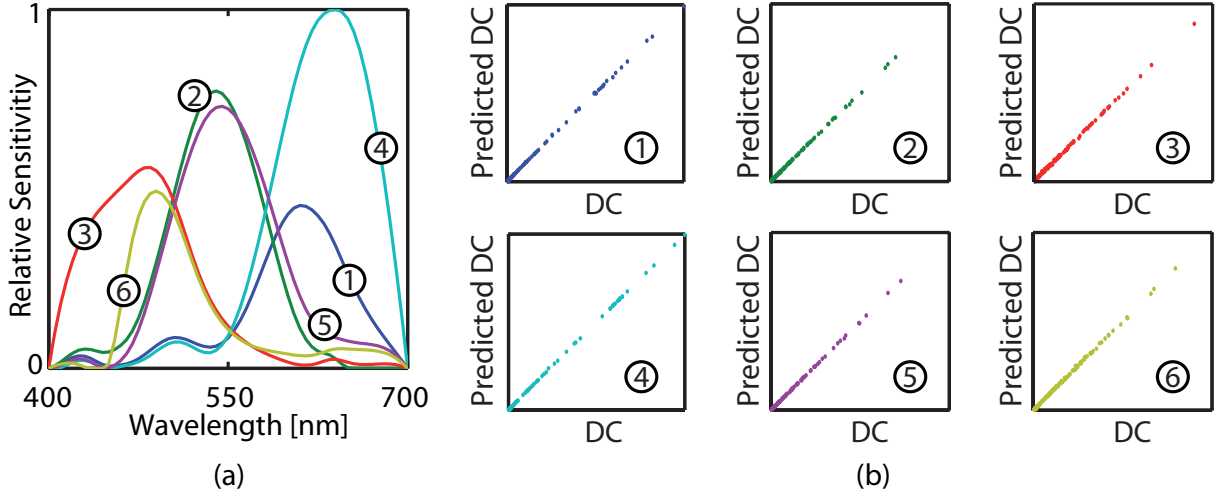 1
Relative Sensitivitiy
0
400
550
700
Wavelength [nm]
1
2
3
4
5
6
(a)
Predicted DC
DC
1
Predicted DC
DC
2
Predicted DC
DC
3
Predicted DC
DC
4
Predicted DC
DC
5
Predicted DC
DC
6
(b)